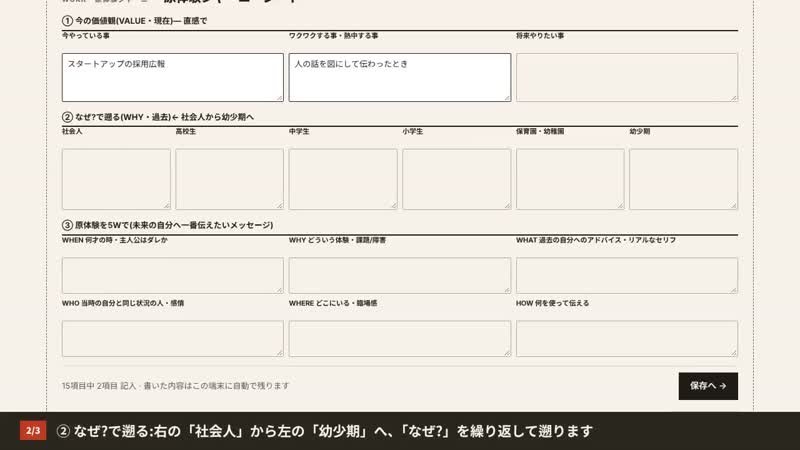 ① 今の価値観(VALUE・現在)— 直感で
今やっている事 ワクワクする事・熱中する事 将来やりたい事
スタートアップの採用広報 人の話を図にして伝わったとき
② なぜ?で遡る(WHY・過去)← 社会人から幼少期へ
社会人 高校生 中学生 小学生 保育園・幼稚園 幼少期
③ 原体験を5Wで(未来の自分へ一番伝えたいメッセージ)
WHEN 何才の時・主人公はダレか WHY どういう体験・課題/障害 WHAT 過去の自分へのアドバイス・リアルなセリフ
WHO 当時の自分と同じ状況の人・感情 WHERE どこにいる・臨場感 HOW 何を使って伝える
15項目中 2項目 記入 · 書いた内容はこの端末に自動で残ります 保存へ →
2/3 ② なぜ?で遡る:右の「社会人」から左の「幼少期」へ、「なぜ?」を繰り返して遡ります